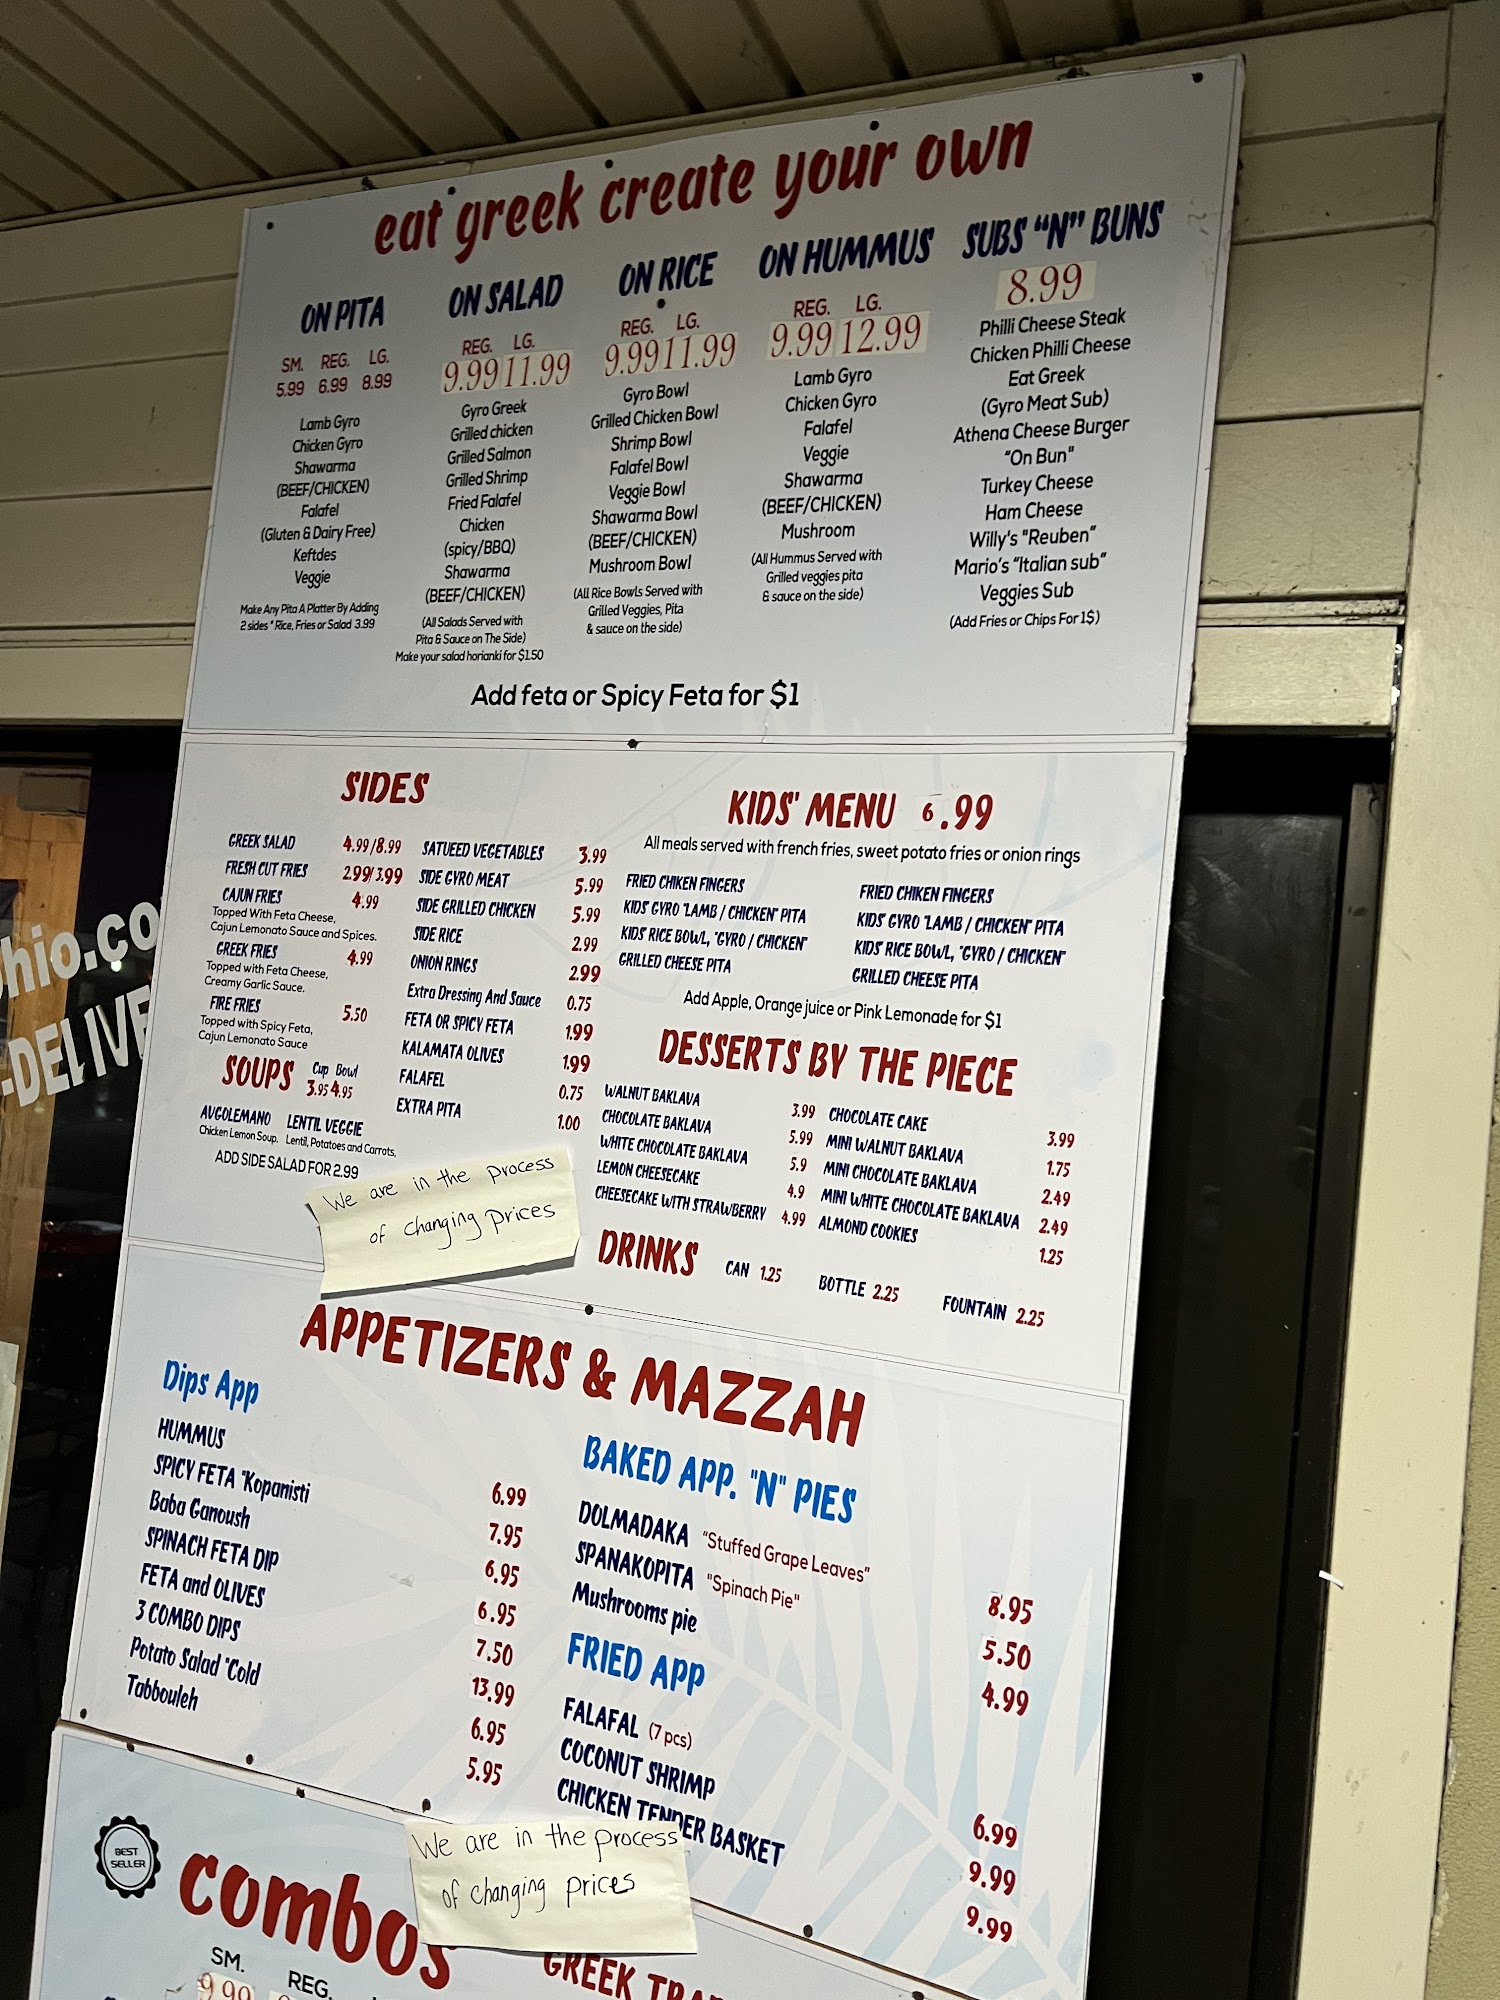 eat greek create your own
ON PITA
SM. REG. LG.
5.99 6.99 8.99
Lamb Gyro
Chicken Gyro
Shawarma
(BEEF/CHICKEN)
Falafel
(Gluten & Dairy Free)
Keftdes
Veggie
Make Any Pita A Platter By Adding
2 sides * Rice, Fries or Salad 3.99
ON SALAD
REG. LG.
9.99 11.99
Gyro Greek
Grilled chicken
Grilled Salmon
Grilled Shrimp
Fried Falafel
Chicken
(spicy/BBQ)
Shawarma
(BEEF/CHICKEN)
(All Salads Served with
Pita & Sauce on The Side)
Make your salad horianki for $1.50
ON RICE
REG. LG.
9.99 11.99
Gyro Bowl
Grilled Chicken Bowl
Shrimp Bowl
Falafel Bowl
Veggie Bowl
Shawarma Bowl
(BEEF/CHICKEN)
Mushroom Bowl
(All Rice Bowls Served with
Grilled Veggies, Pita
& sauce on the side)
ON HUMMUS
REG. LG.
9.99 12.99
Lamb Gyro
Chicken Gyro
Falafel
Veggie
Shawarma
(BEEF/CHICKEN)
Mushroom
(All Hummus Served with
Grilled veggies pita
& sauce on the side)
SUBS “N” BUNS
8.99
Philli Cheese Steak
Chicken Philli Cheese
Eat Greek
(Gyro Meat Sub)
Athena Cheese Burger
“On Bun"
Turkey Cheese
Ham Cheese
Willy's "Reuben"
Mario's “Italian sub”
Veggies Sub
(Add Fries or Chips For 1$)
Add feta or Spicy Feta for $1
SIDES
GREEK SALAD 4.99/8.99
FRESH CUT FRIES 2.99/3.99
CAJUN FRIES 4.99
Topped With Feta Cheese,
Cajun Lemonato Sauce and Spices.
GREEK FRIES 4.99
Topped with Feta Cheese,
Creamy Garlic Sauce.
FIRE FRIES 5.50
Topped with Spicy Feta,
Cajun Lemonato Sauce
SATUEED VEGETABLES 3.99
SIDE GYRO MEAT 5.99
SIDE GRILLED CHICKEN 5.99
SIDE RICE 2.99
ONION RINGS 2.99
Extra Dressing And Sauce 0.75
FETA OR SPICY FETA 1.99
KALAMATA OLIVES 1.99
FALAFEL 0.75
EXTRA PITA 1.00
SOUPS Cup Bowl
3.95 4.95
AVGOLEMANO LENTIL VEGGIE
Chicken Lemon Soup. Lentil, Potatoes and Carrots,
ADD SIDE SALAD FOR 2.99
KIDS' MENU 6.99
All meals served with french fries, sweet potato fries or onion rings
FRIED CHIKEN FINGERS
KIDS GYRO "LAMB / CHICKEN" PITA
KIDS RICE BOWL, "GYRO / CHICKEN"
GRILLED CHEESE PITA
FRIED CHIKEN FINGERS
KIDS GYRO "LAMB / CHICKEN" PITA
KIDS RICE BOWL, "GYRO / CHICKEN"
GRILLED CHEESE PITA
Add Apple, Orange juice or Pink Lemonade for $1
DESSERTS BY THE PIECE
WALNUT BAKLAVA 3.99
CHOCOLATE BAKLAVA 5.99
WHITE CHOCOLATE BAKLAVA 5.9
LEMON CHEESECAKE 4.9
CHEESECAKE WITH STRAWBERRY 4.99
CHOCOLATE CAKE 3.99
MINI WALNUT BAKLAVA 1.75
MINI CHOCOLATE BAKLAVA 2.49
MINI WHITE CHOCOLATE BAKLAVA 2.49
ALMOND COOKIES 1.25
DRINKS CAN 1.25 BOTTLE 2.25 FOUNTAIN 2.25
We are in the process
of changing prices
APPETIZERS & MAZZAH
Dips App
HUMMUS 6.99
SPICY FETA "Kopanisti 7.95
Baba Ganoush 6.95
SPINACH FETA DIP 6.95
FETA and OLIVES 7.50
3 COMBO DIPS 13.99
Potato Salad "Cold 6.95
Tabbouleh 5.95
BAKED APP. "N" PIES
DOLMADAKA “Stuffed Grape Leaves” 8.95
SPANAKOPITA "Spinach Pie" 5.50
Mushrooms pie 4.99
FRIED APP
FALAFAL (7 pcs) 6.99
COCONUT SHRIMP 9.99
CHICKEN TENDER BASKET 9.99
We are in the process
of changing prices
BEST
SELLER
combos
SM. REG.
9.99
GREEK
hio.co
-DELIVE